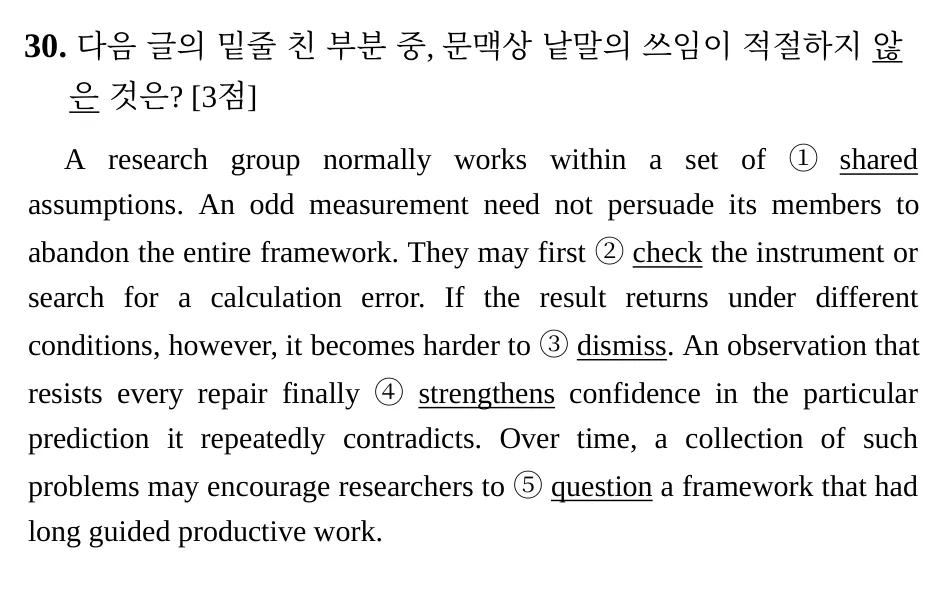 30. 다음 글의 밑줄 친 부분 중, 문맥상 낱말의 쓰임이 적절하지 않
은 것은? [3점]
A research group normally works within a set of ① shared
assumptions. An odd measurement need not persuade its members to
abandon the entire framework. They may first ② check the instrument or
search for a calculation error. If the result returns under different
conditions, however, it becomes harder to ③ dismiss. An observation that
resists every repair finally ④ strengthens confidence in the particular
prediction it repeatedly contradicts. Over time, a collection of such
problems may encourage researchers to ⑤ question a framework that had
long guided productive work.